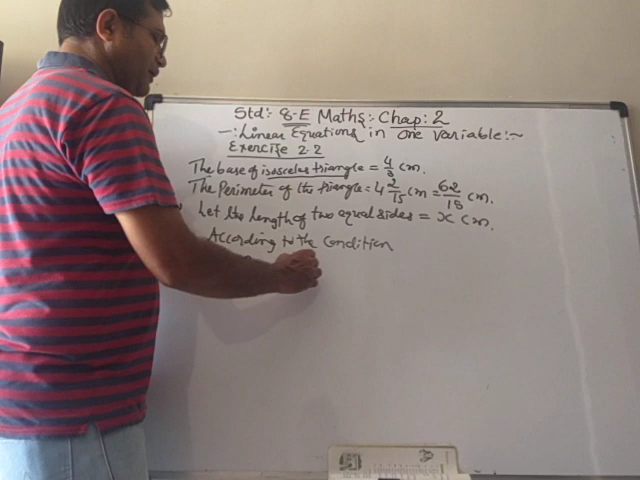 Std:- 8-E Maths:- Chap: 2
-: Linear Equations in One Variable:~
Exercise 2.2
The base of isosceles triangle = 4/3 cm.
The Perimeter of the triangle = 4 2/15 cm = 62/15 cm.
Let the length of two equal sides = x cm.
According to the Condition